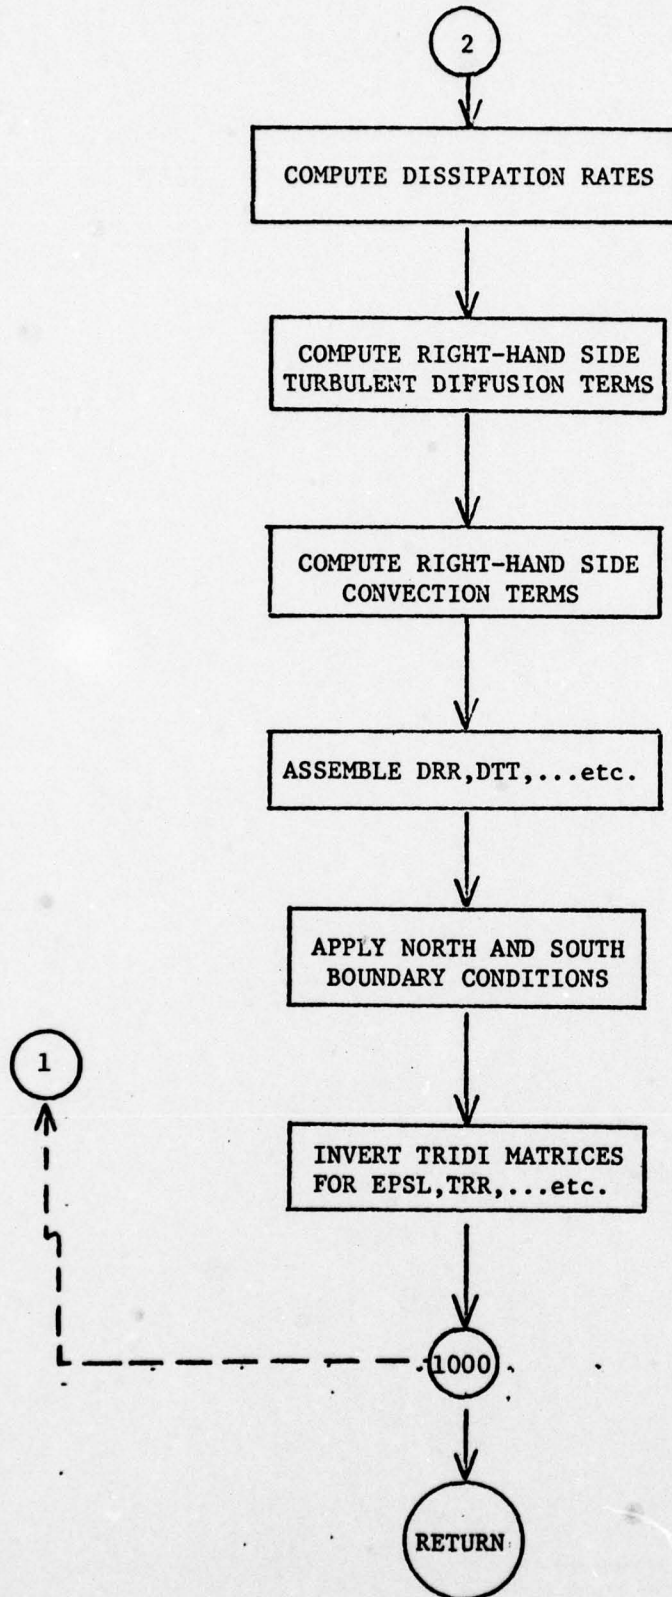 2
COMPUTE DISSIPATION RATES
COMPUTE RIGHT-HAND SIDE
TURBULENT DIFFUSION TERMS
COMPUTE RIGHT-HAND SIDE
CONVECTION TERMS
ASSEMBLE DRR,DTT,...etc.
APPLY NORTH AND SOUTH
BOUNDARY CONDITIONS
1
INVERT TRIDI MATRICES
FOR EPSL,TRR,...etc.
1000
RETURN